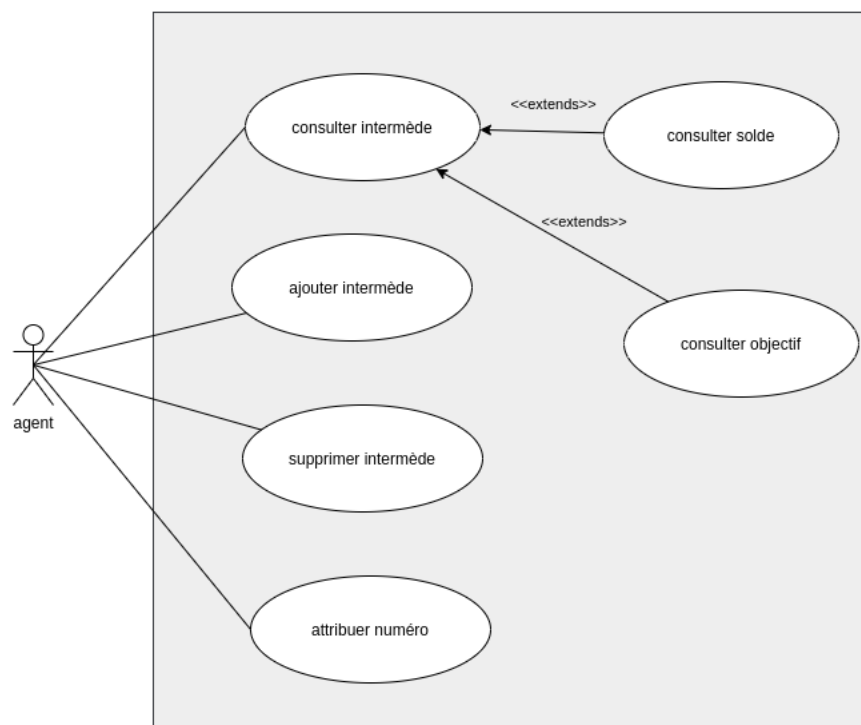 consulter intermède
<<extends>>
consulter solde
<<extends>>
ajouter intermède
consulter objectif
agent
supprimer intermède
attribuer numéro